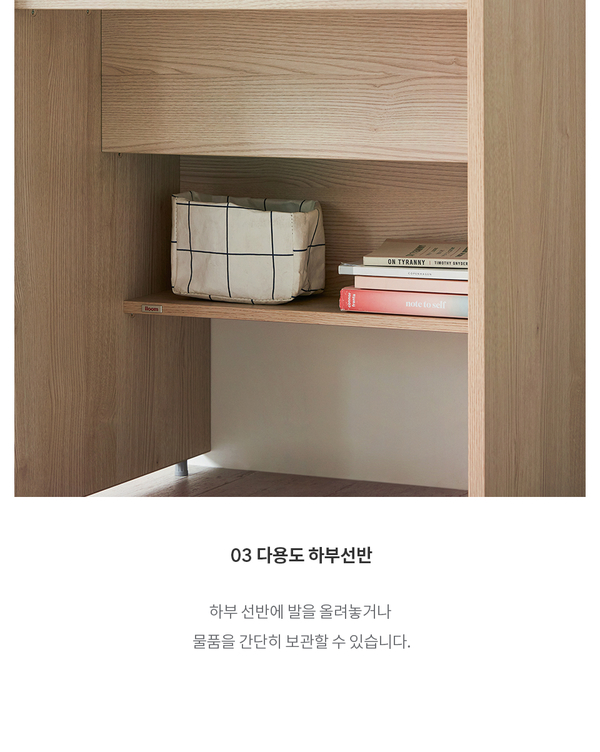 ON TYRANNY | TIMOTHY SNYDER
note to self
Room
03 다용도 하부선반
하부 선반에 발을 올려놓거나
물품을 간단히 보관할 수 있습니다.